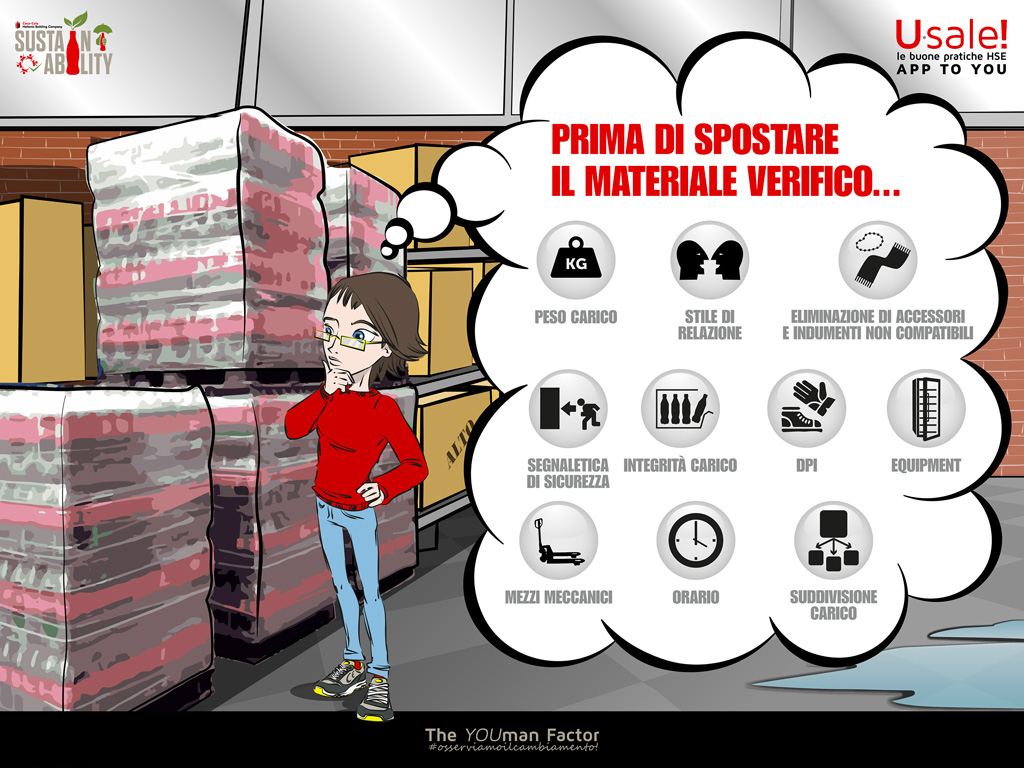 Coca-Cola
Hellenic Bottling Company
SUSTAIN
ABILITY
U•sale!
le buone pratiche HSE
APP TO YOU
PRIMA DI SPOSTARE
IL MATERIALE VERIFICO...
KG
PESO CARICO
STILE DI
RELAZIONE
ELIMINAZIONE DI ACCESSORI
E INDUMENTI NON COMPATIBILI
SEGNALETICA
DI SICUREZZA
INTEGRITÀ CARICO
DPI
EQUIPMENT
MEZZI MECCANICI
ORARIO
SUDDIVISIONE
CARICO
ALTO
The YOUman Factor
#osserviamoilcambiamento!